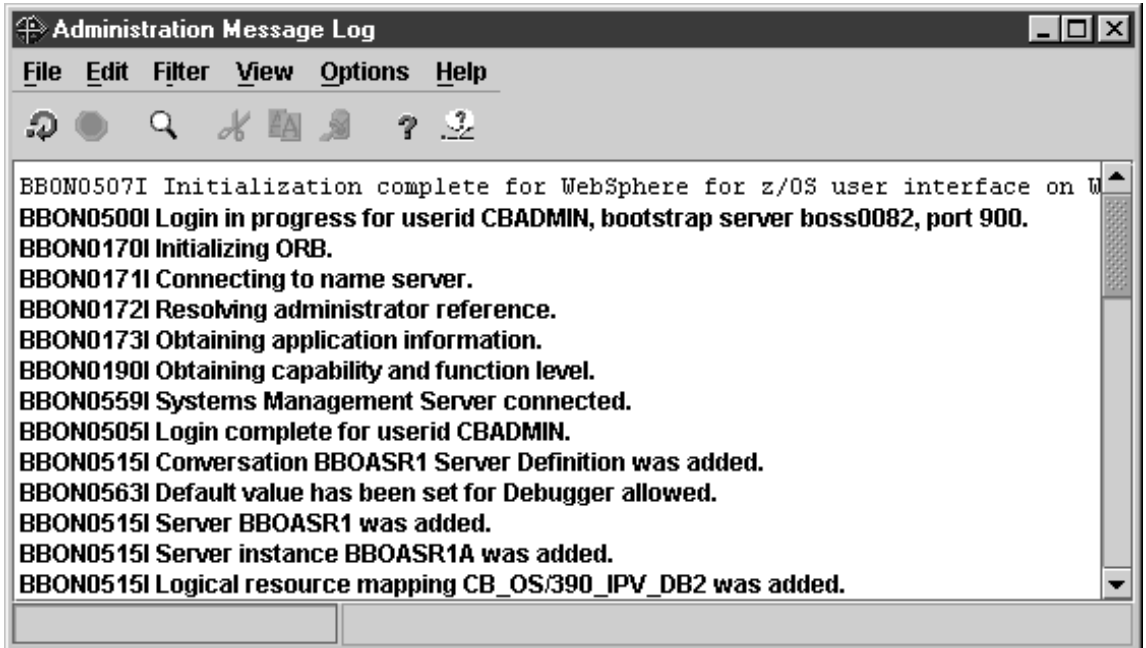 Administration Message Log
File Edit Filter View Options Help
BBON0507I Initialization complete for WebSphere for z/OS user interface on W
BBON0500I Login in progress for userid CBADMIN, bootstrap server boss0082, port 900.
BBON0170I Initializing ORB.
BBON0171I Connecting to name server.
BBON0172I Resolving administrator reference.
BBON0173I Obtaining application information.
BBON0190I Obtaining capability and function level.
BBON0559I Systems Management Server connected.
BBON0505I Login complete for userid CBADMIN.
BBON0515I Conversation BBOASR1 Server Definition was added.
BBON0563I Default value has been set for Debugger allowed.
BBON0515I Server BBOASR1 was added.
BBON0515I Server instance BBOASR1A was added.
BBON0515I Logical resource mapping CB_OS/390_IPV_DB2 was added.